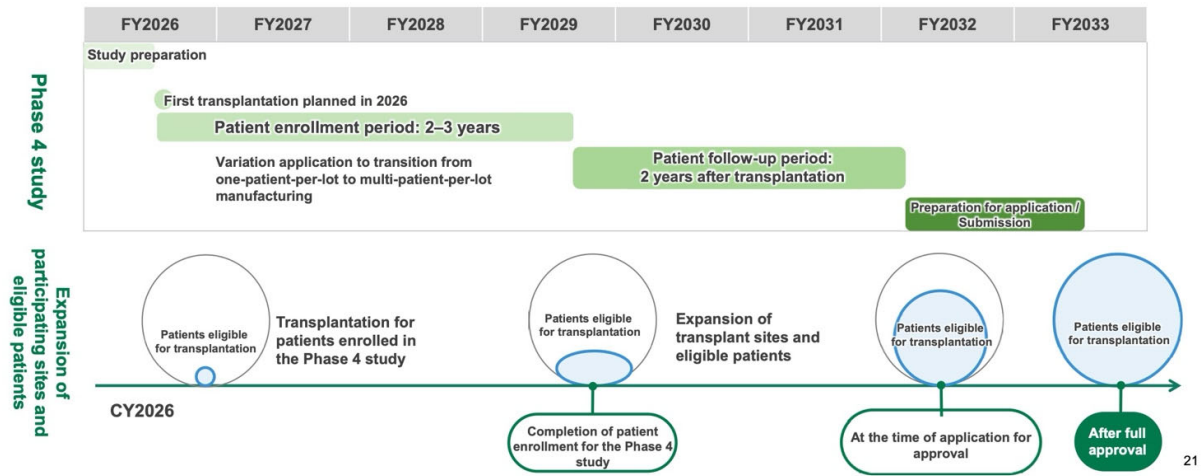 FY2026
FY2027
FY2028
FY2029
FY2030
FY2031
FY2032
FY2033
Phase 4 study
Study preparation
First transplantation planned in 2026
Patient enrollment period: 2–3 years
Variation application to transition from
one-patient-per-lot to multi-patient-per-lot
manufacturing
Patient follow-up period:
2 years after transplantation
Preparation for application /
Submission
Expansion of
participating sites and
eligible patients
Patients eligible
for transplantation
Transplantation for
patients enrolled in
the Phase 4 study
Patients eligible
for transplantation
Expansion of
transplant sites and
eligible patients
Patients eligible
for transplantation
Patients eligible
for transplantation
CY2026
Completion of patient
enrollment for the Phase 4
study
At the time of application for
approval
After full
approval
21